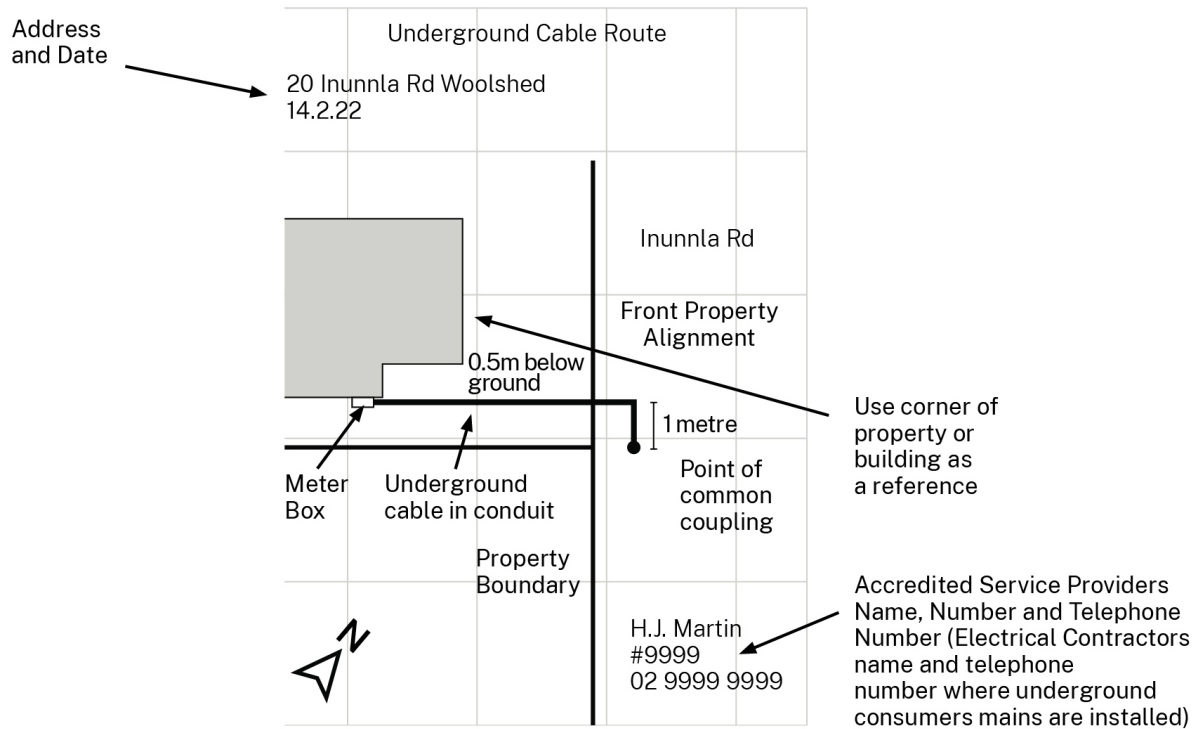 Address
and Date
Underground Cable Route
20 Inunnla Rd Woolshed
14.2.22
Inunnla Rd
Front Property
Alignment
0.5m below
ground
1 metre
Use corner of
property or
building as
a reference
Meter
Box
Underground
cable in conduit
Point of
common
coupling
Property
Boundary
N
H.J. Martin
#9999
02 9999 9999
Accredited Service Providers
Name, Number and Telephone
Number (Electrical Contractors
name and telephone
number where underground
consumers mains are installed)